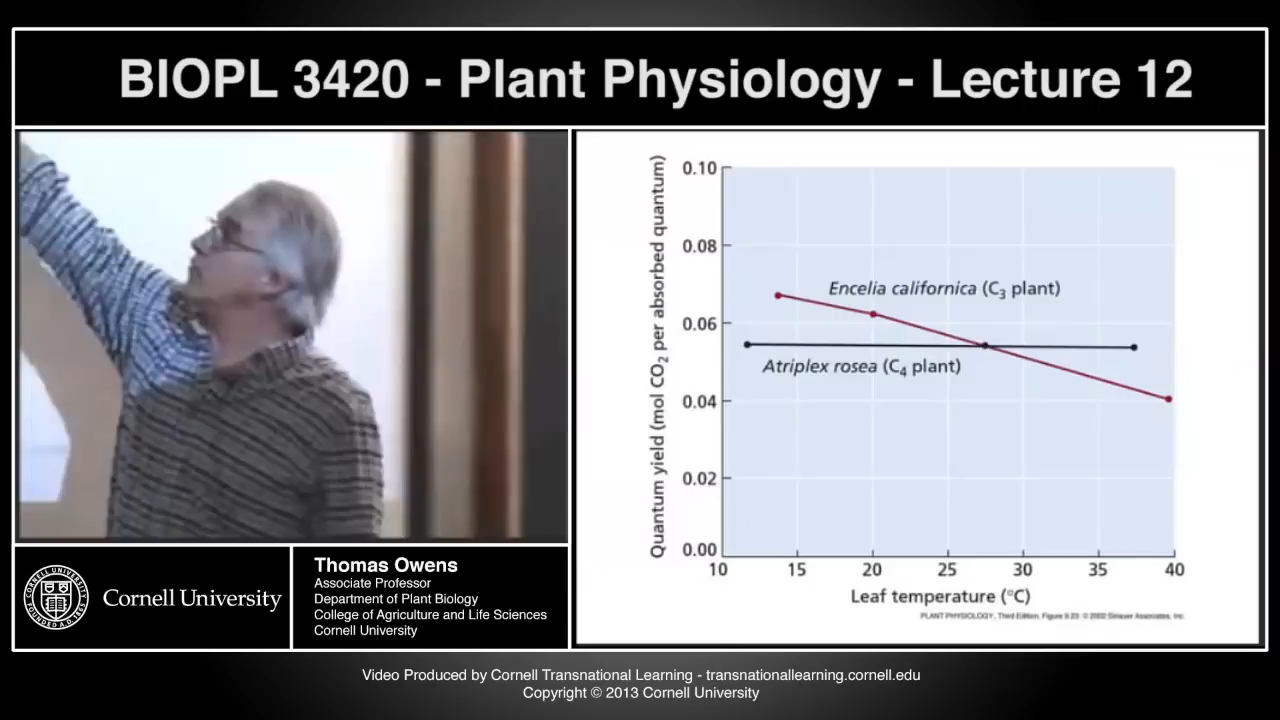 BIOPL 3420 - Plant Physiology - Lecture 12
Quantum yield (mol CO₂ per absorbed quantum)
0.10
0.08
0.06
0.04
0.02
0.00
Encelia californica (C₃ plant)
Atriplex rosea (C₄ plant)
10 15 20 25 30 35 40
Leaf temperature (°C)
PLANT PHYSIOLOGY, Third Edition, Figure 9.23 © 2002 Sinauer Associates, Inc.
CORNELL UNIVERSITY
FOUNDED A.D.
Cornell University
Thomas Owens
Associate Professor
Department of Plant Biology
College of Agriculture and Life Sciences
Cornell University
Video Produced by Cornell Transnational Learning - transnationallearning.cornell.edu
Copyright © 2013 Cornell University